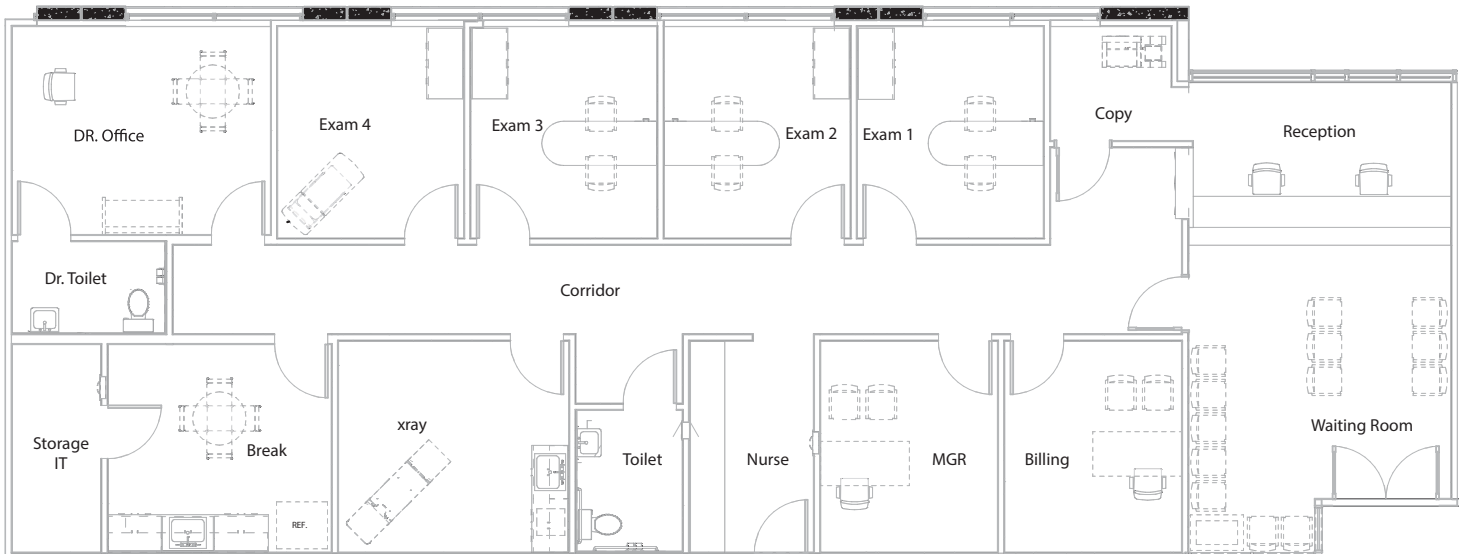 DR. Office
Exam 4
Exam 3
Exam 2
Exam 1
Copy
Reception
Dr. Toilet
Corridor
Storage
IT
Break
REF.
xray
Toilet
Nurse
MGR
Billing
Waiting Room